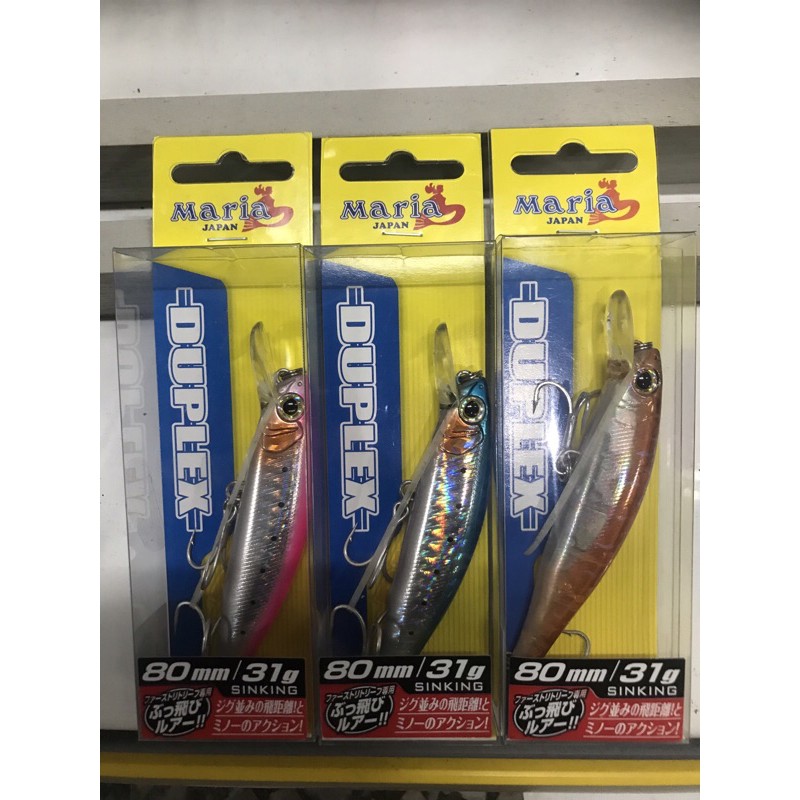 Maria
JAPAN
DUPLEX
80mm/31g
SINKING
ファーストリトリーブ専用
ぶっ飛び
ルアー!!
ジグ並みの飛距離!と
ミノーのアクション!
Maria
JAPAN
DUPLEX
80mm/31g
SINKING
ファーストリトリーブ専用
ぶっ飛び
ルアー!!
ジグ並みの飛距離!と
ミノーのアクション!
Maria
JAPAN
DUPLEX
80mm/31g
SINKING
ファーストリトリーブ専用
ぶっ飛び
ルアー!!
ジグ並みの飛距離!と
ミノーのアクション!